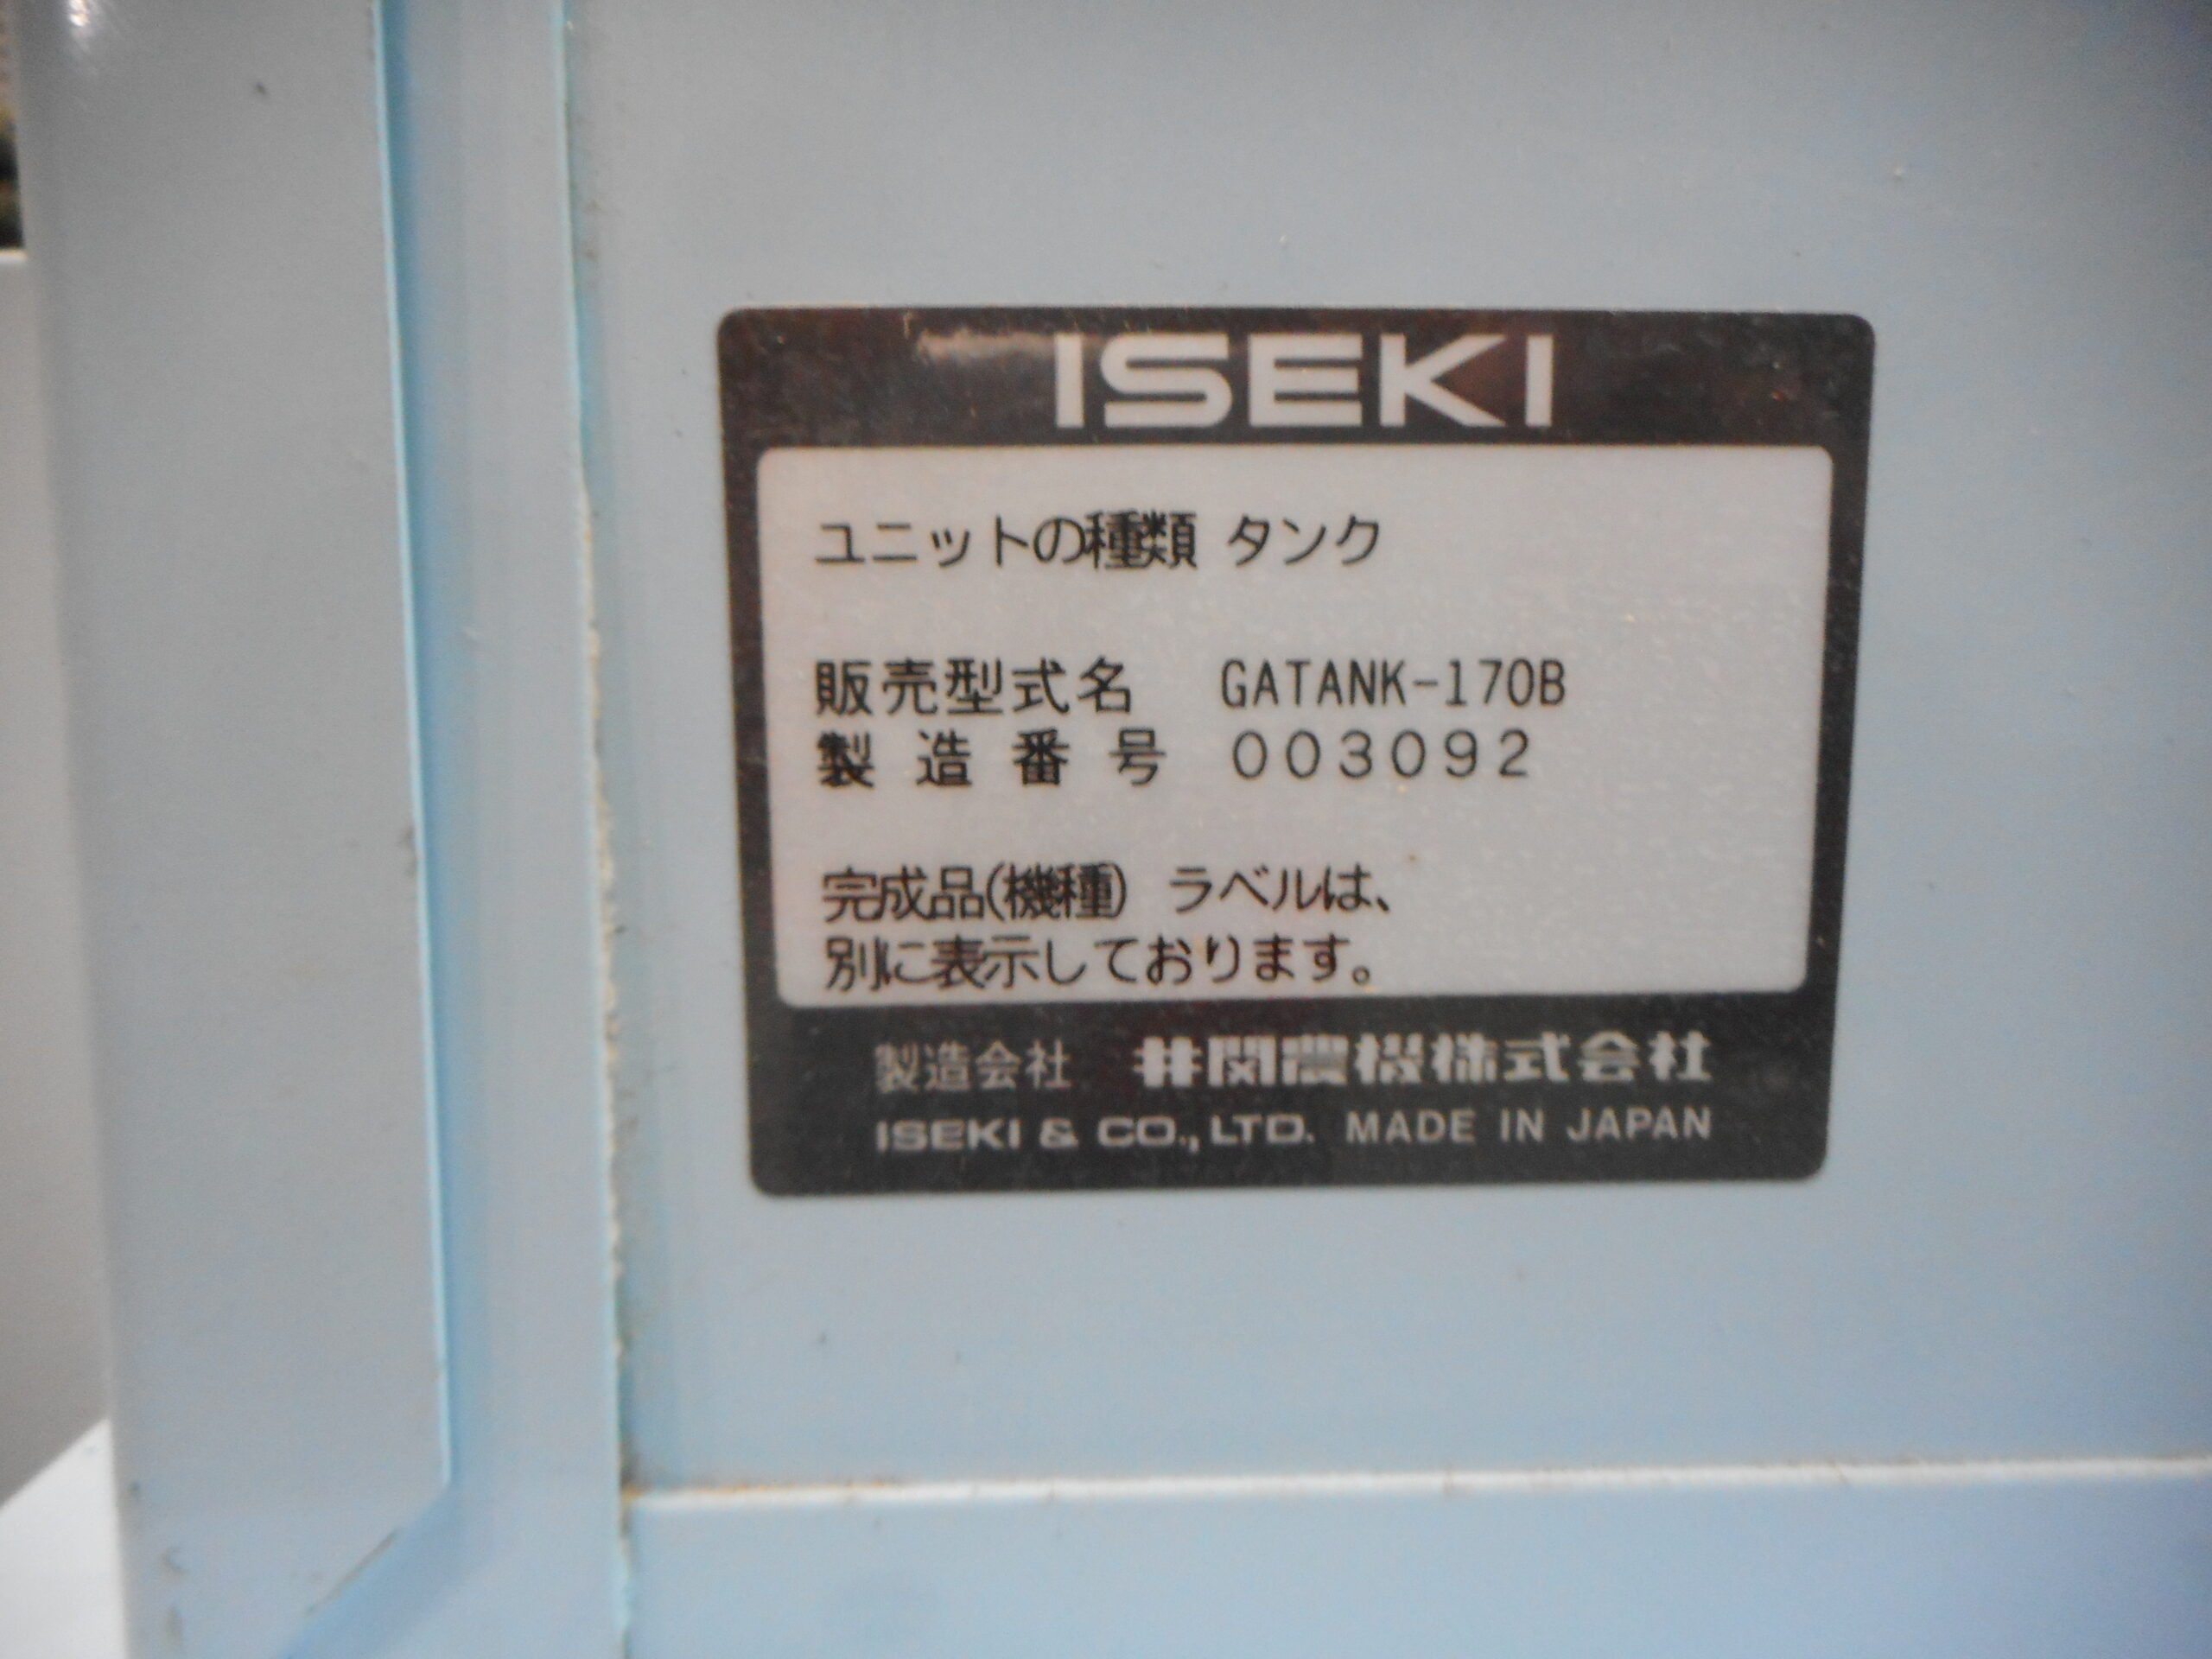 ISEKI
ユニットの種類 タンク
販売型式名 GATANK-170B
製造番号 003092
完成品(機種) ラベルは、
別に表示しております。
製造会社 井関農機株式会社
ISEKI & CO., LTD. MADE IN JAPAN